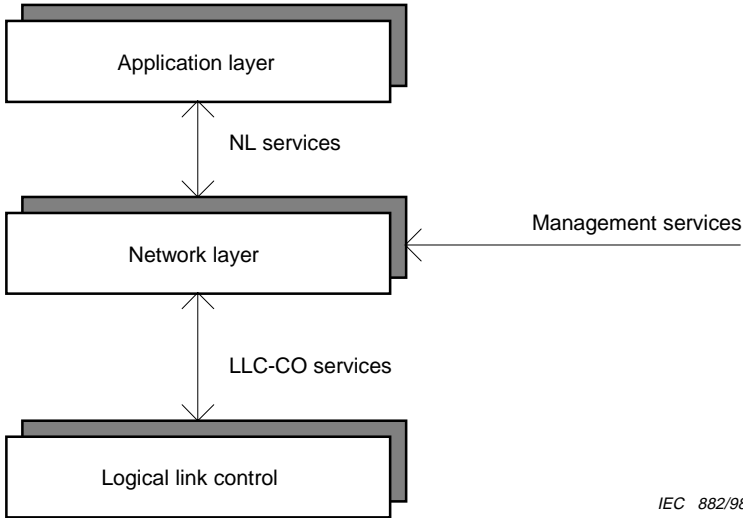 Application layer
NL services
Management services
Network layer
LLC-CO services
Logical link control
IEC 882/98